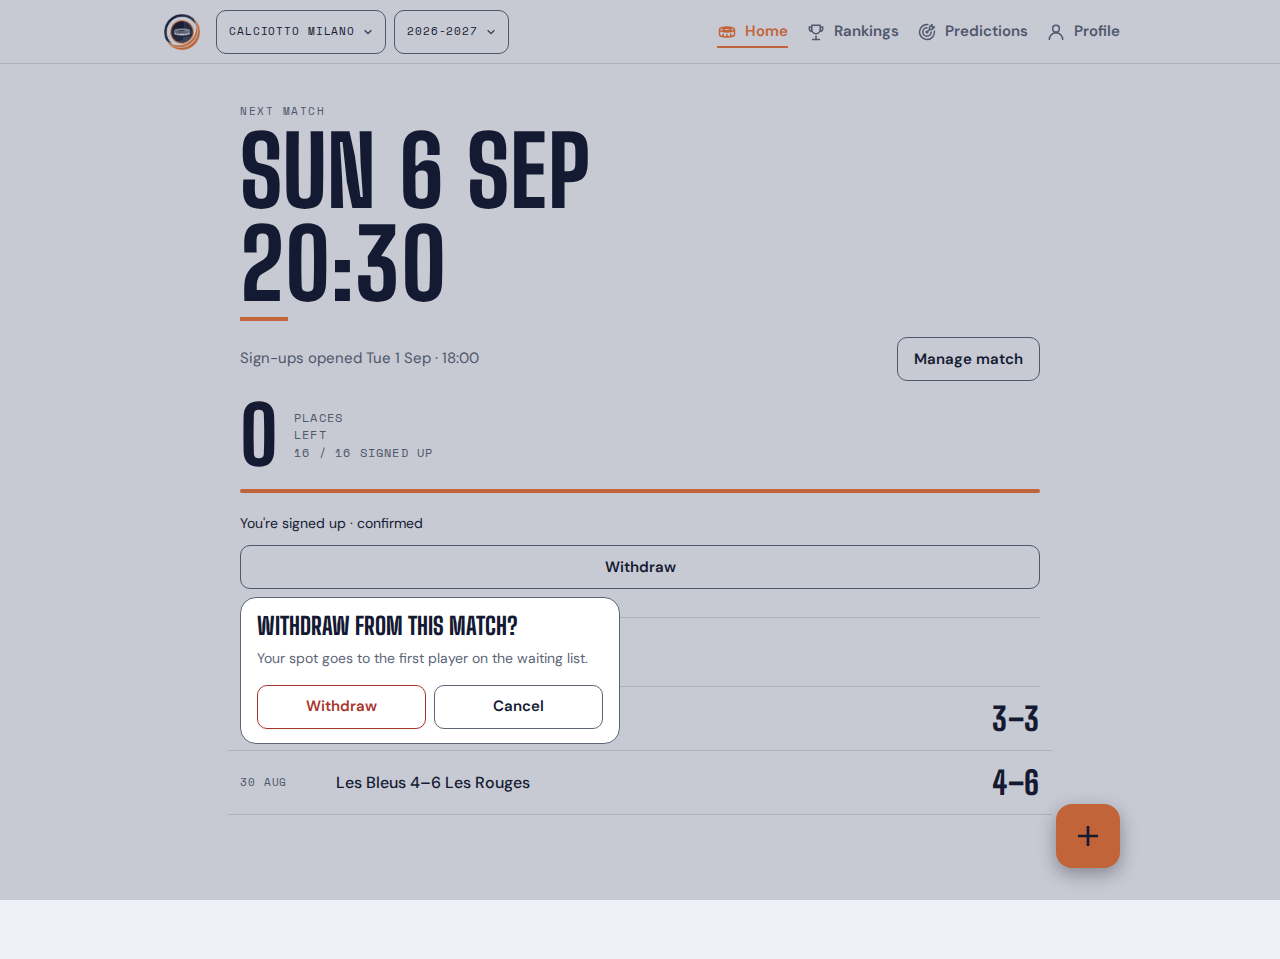 CALCIOTTO MILANO
2026-2027
Home
Rankings
Predictions
Profile
NEXT MATCH
SUN 6 SEP
20:30
Sign-ups opened Tue 1 Sep · 18:00
Manage match
0
PLACES
LEFT
16 / 16 SIGNED UP
You're signed up · confirmed
Withdraw
WITHDRAW FROM THIS MATCH?
Your spot goes to the first player on the waiting list.
Withdraw
Cancel
3–3
30 AUG
Les Bleus 4–6 Les Rouges
4–6